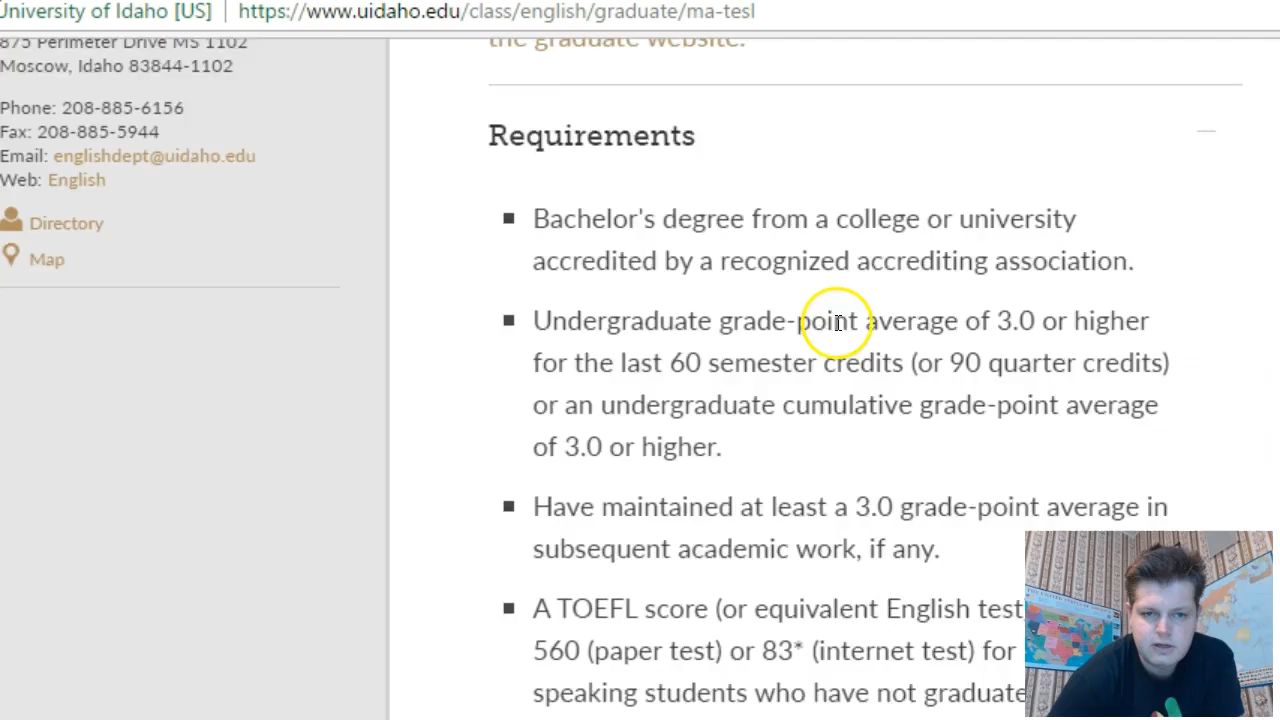 University of Idaho [US] | https://www.uidaho.edu/class/english/graduate/ma-tesl
875 Perimeter Drive MS 1102
Moscow, Idaho 83844-1102
Phone: 208-885-6156
Fax: 208-885-5944
Email: englishdept@uidaho.edu
Web: English
Directory
Map
the graduate website.
Requirements
Bachelor's degree from a college or university
accredited by a recognized accrediting association.
Undergraduate grade-point average of 3.0 or higher
for the last 60 semester credits (or 90 quarter credits)
or an undergraduate cumulative grade-point average
of 3.0 or higher.
Have maintained at least a 3.0 grade-point average in
subsequent academic work, if any.
A TOEFL score (or equivalent English test
560 (paper test) or 83* (internet test) for
speaking students who have not graduate